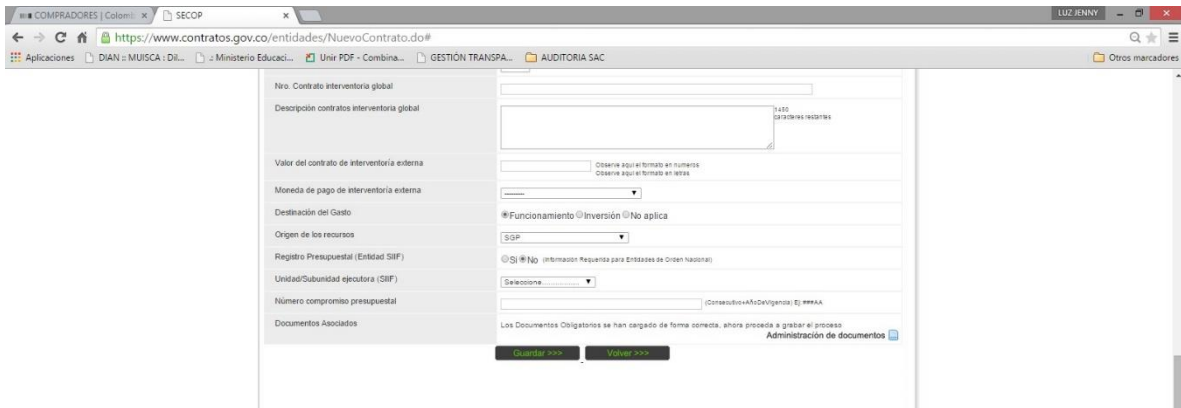 COMPRADORES | Colomb
SECOP
LUZ JENNY
https://www.contratos.gov.co/entidades/NuevoContrato.do#
Aplicaciones DIAN :: MUISCA : Dil... .: Ministerio Educaci... Unir PDF - Combina... GESTIÓN TRANSPA... AUDITORIA SAC Otros marcadores
Nro. Contrato interventoría global
Descripción contratos interventoría global
1450
caracteres restantes
Valor del contrato de interventoría externa
Observe aquí el formato en numeros
Observe aquí el formato en letras
Moneda de pago de interventoría externa
Destinación del Gasto Funcionamiento Inversión No aplica
Origen de los recursos SGP
Registro Presupuestal (Entidad SIIF) Si No (Información Requerida para Entidades de Orden Nacional)
Unidad/Subunidad ejecutora (SIIF) Seleccione................
Número compromiso presupuestal (Consecutivo+AñoDeVigencia) Ej: ###AA
Documentos Asociados Los Documentos Obligatorios se han cargado de forma correcta, ahora proceda a grabar el proceso
Administración de documentos
Guardar >>> Volver >>>